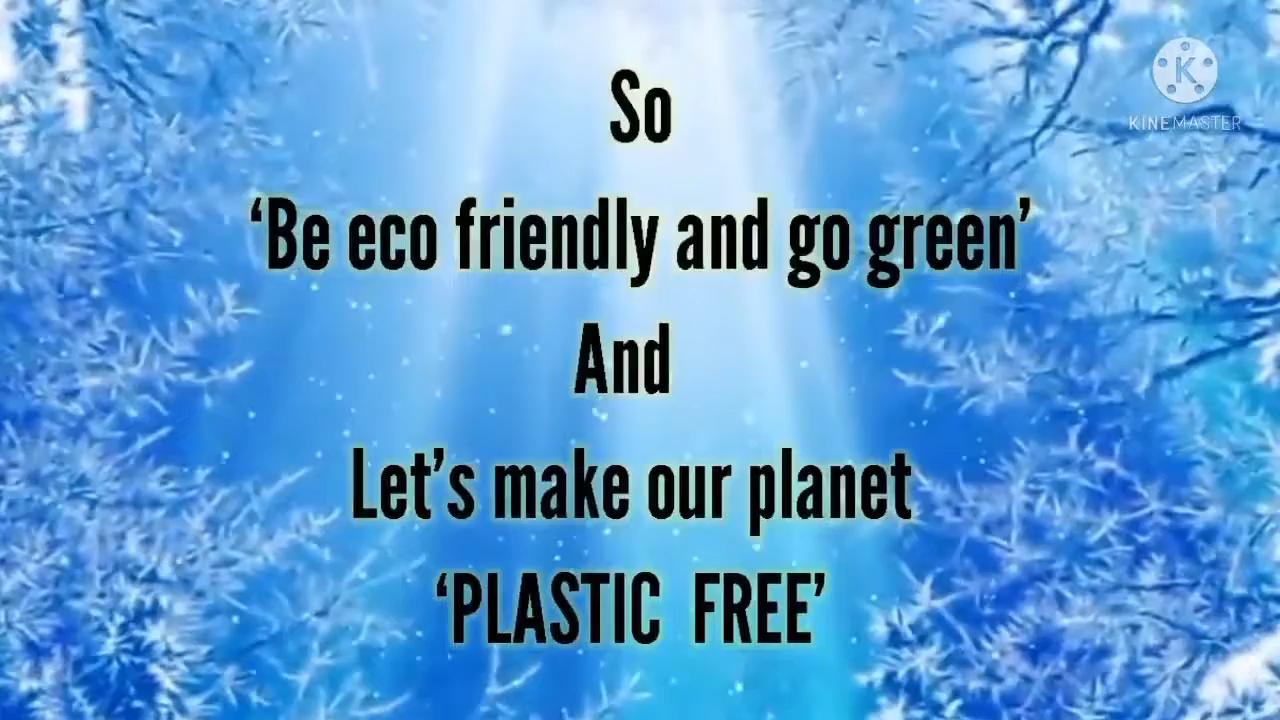 So
‘Be eco friendly and go green’
And
Let’s make our planet
‘PLASTIC FREE’
K
KINEMASTER